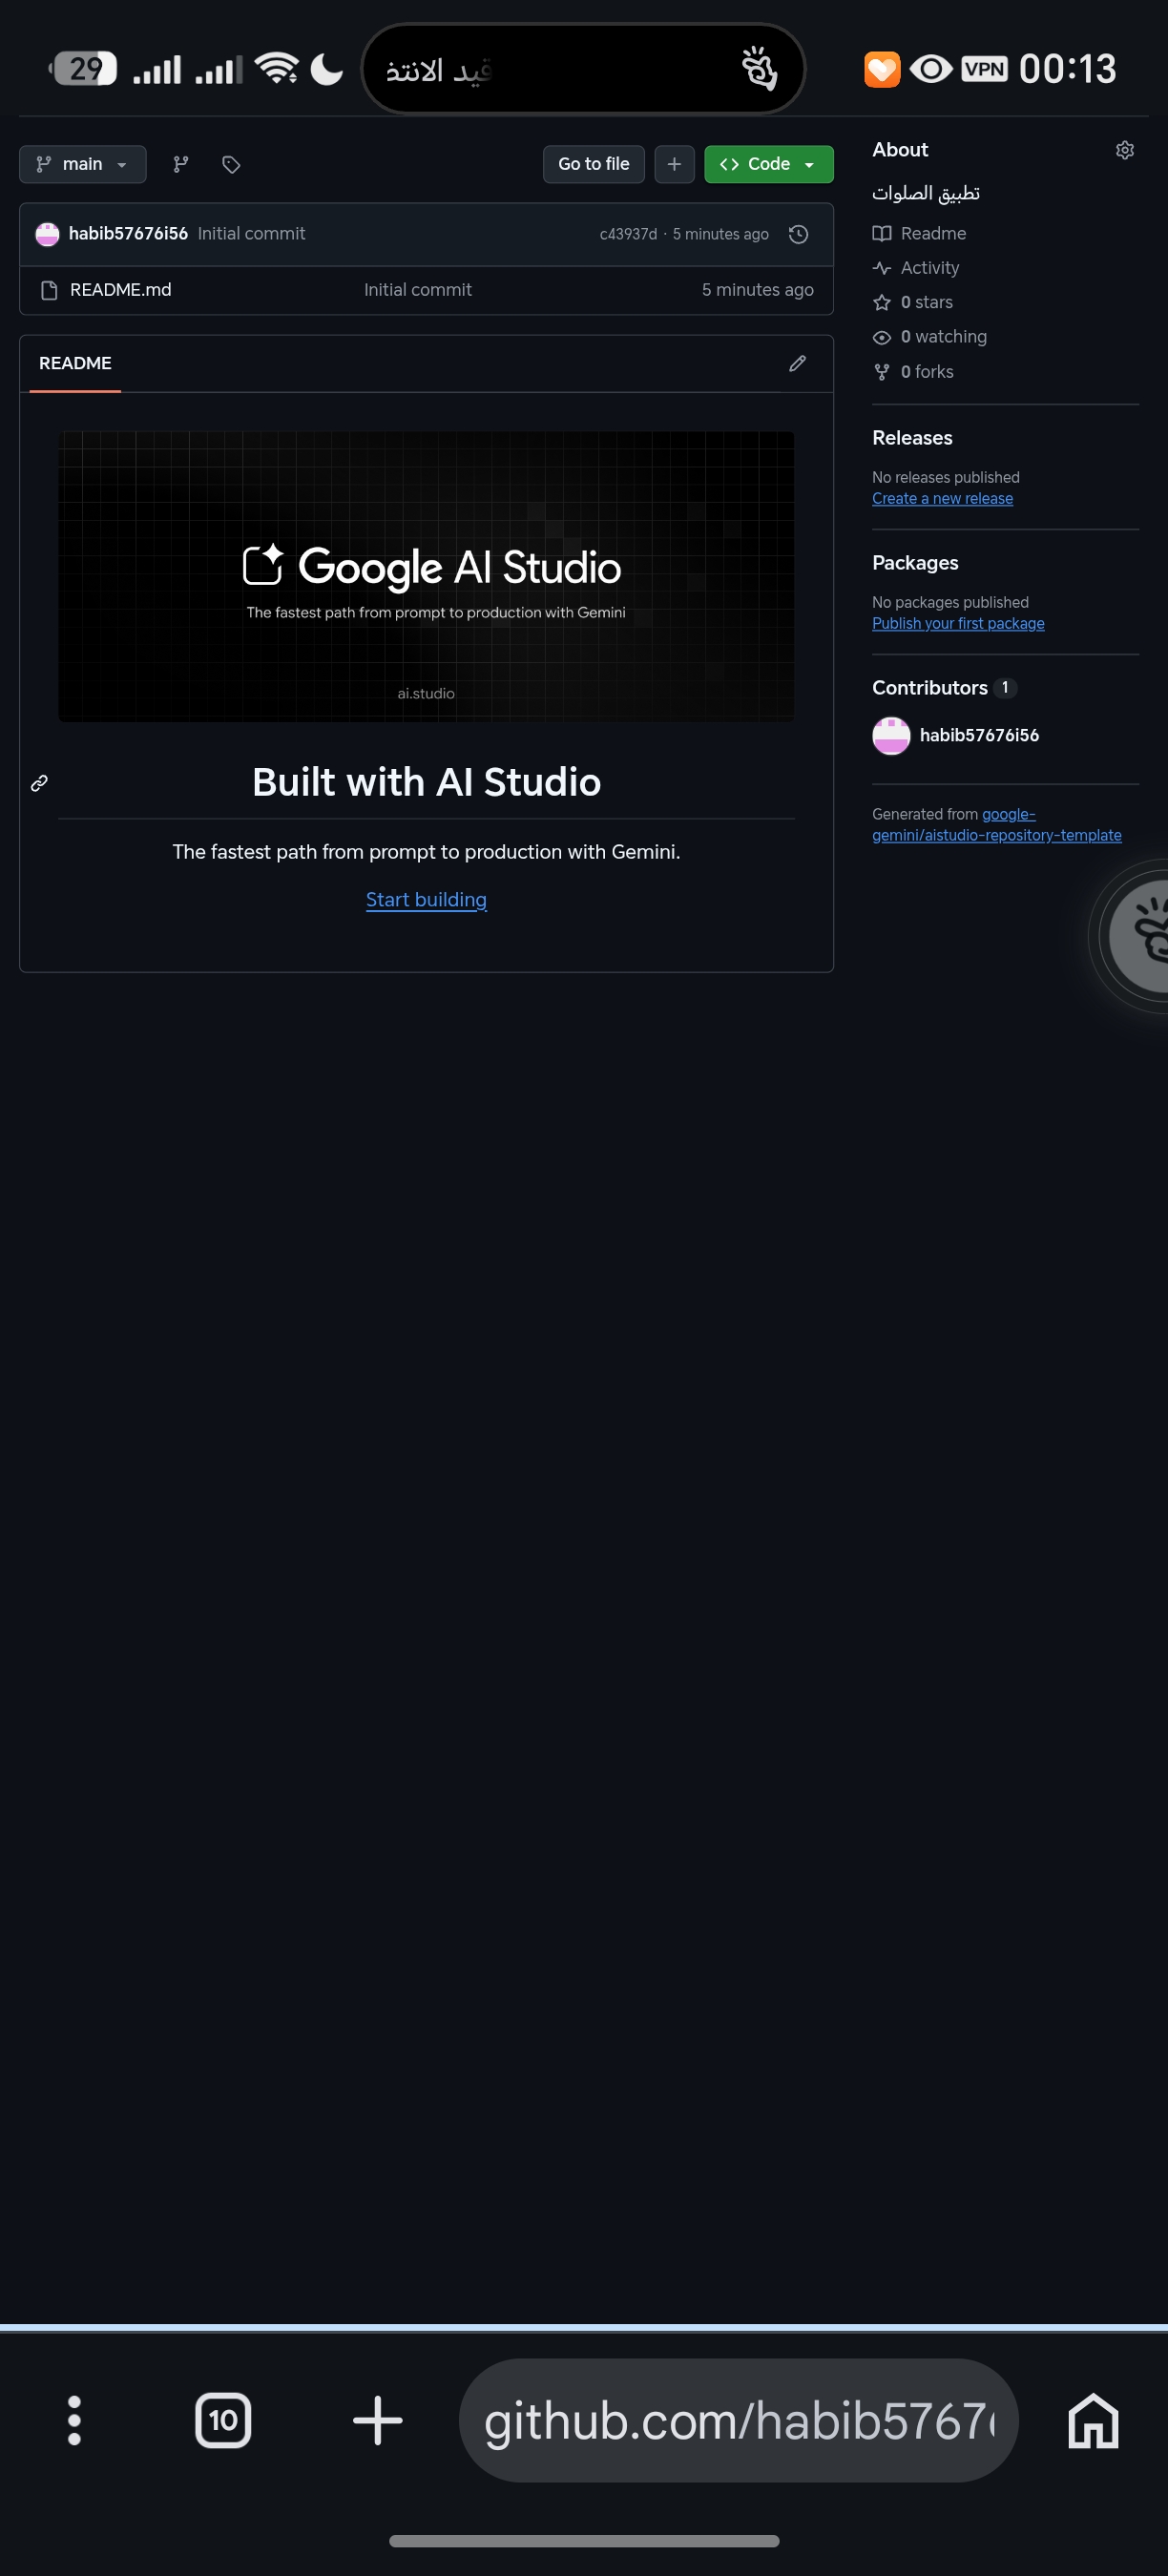 29
قيد الانتظ
VPN
00:13
main
Go to file
Code
habib57676i56 Initial commit
c43937d · 5 minutes ago
README.md
Initial commit
5 minutes ago
README
Google AI Studio
The fastest path from prompt to production with Gemini
ai.studio
Built with AI Studio
The fastest path from prompt to production with Gemini.
Start building
About
تطبيق الصلوات
Readme
Activity
0 stars
0 watching
0 forks
Releases
No releases published
Create a new release
Packages
No packages published
Publish your first package
Contributors 1
habib57676i56
Generated from google-
gemini/aistudio-repository-template
10
github.com/habib5767